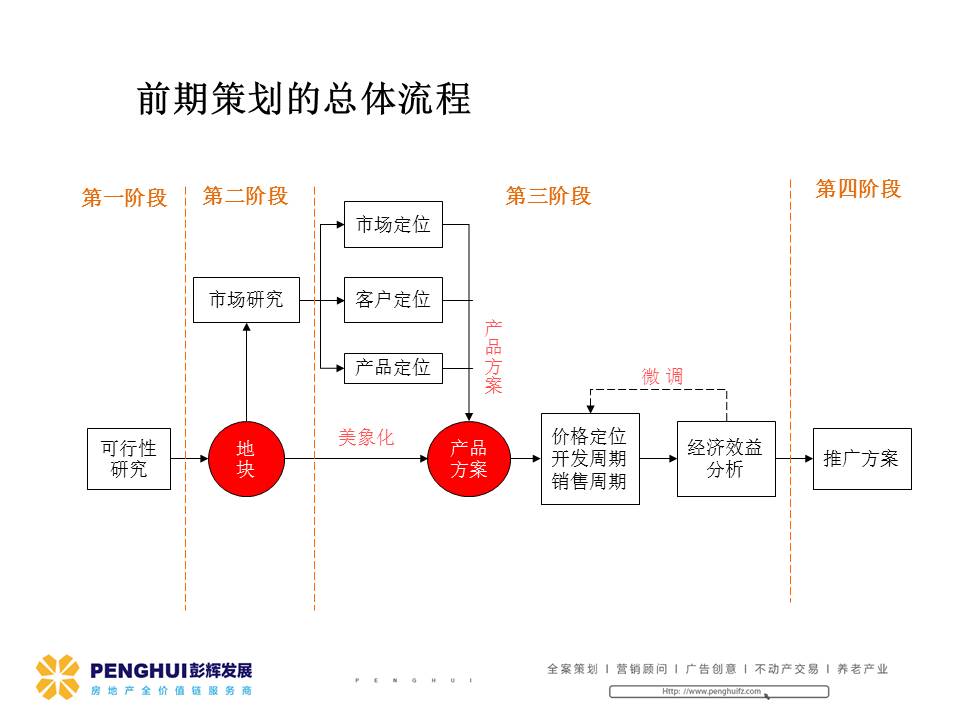 前期策划的总体流程
第一阶段
第二阶段
第三阶段
第四阶段
市场定位
市场研究
客户定位
产品定位
产
品
方
案
微 调
可行性
研究
地
块
美象化
产品
方案
价格定位
开发周期
销售周期
经济效益
分析
推广方案
PENGHUI彭辉发展
房地产全价值链服务商
PENGHUI
全案策划 | 营销顾问 | 广告创意 | 不动产交易 | 养老产业
Http: //www.penghuifz.com